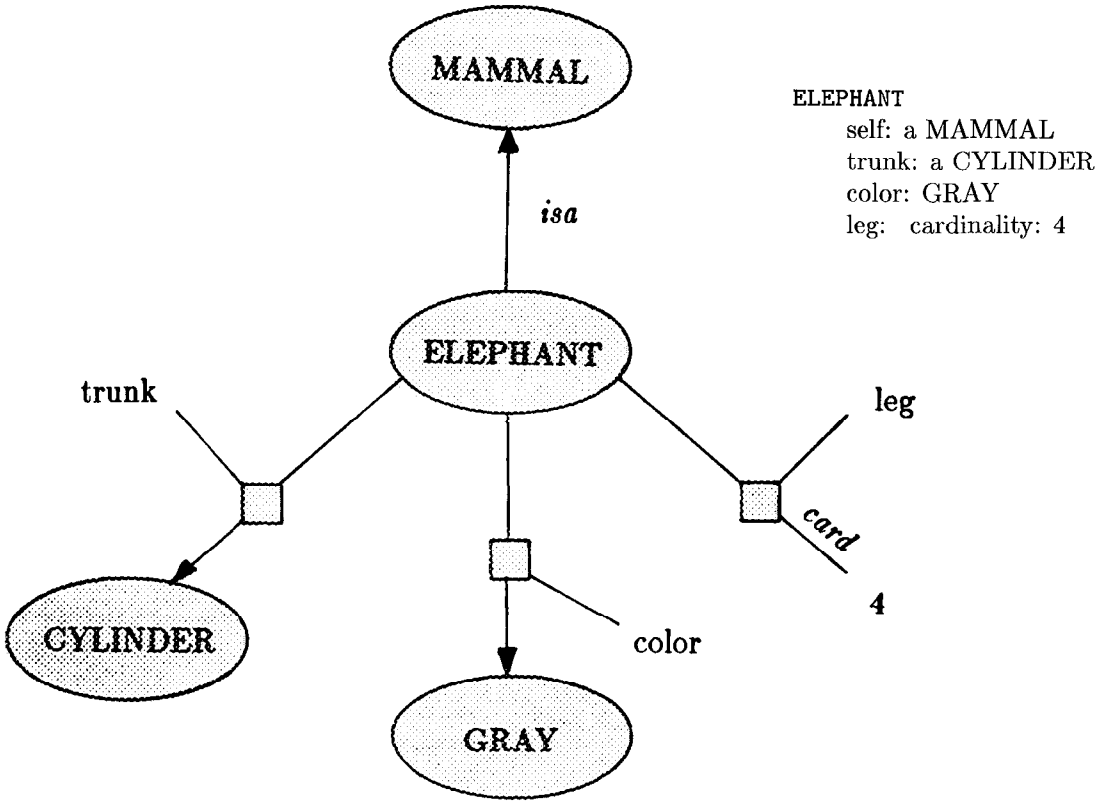 MAMMAL
ELEPHANT
self: a MAMMAL
trunk: a CYLINDER
color: GRAY
leg: cardinality: 4
isa
ELEPHANT
trunk
leg
card
4
CYLINDER
color
GRAY